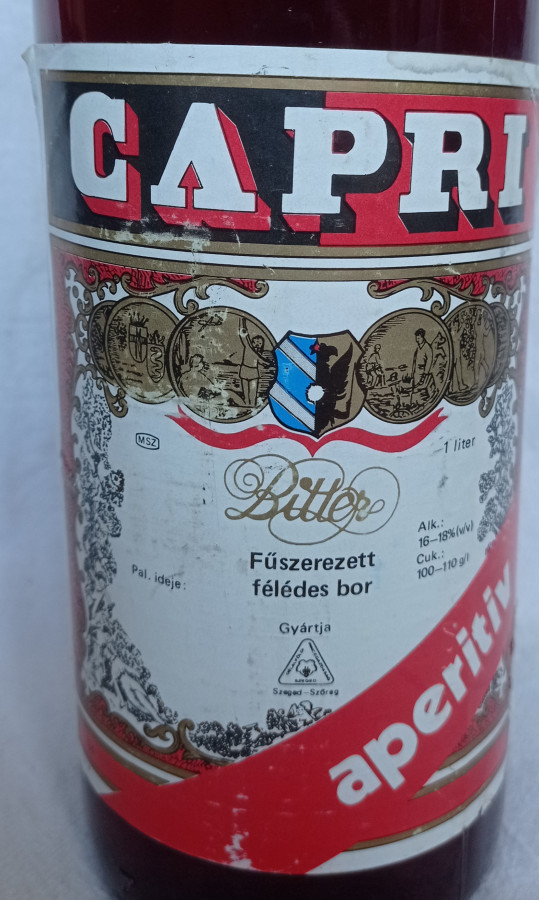 CAPRI
MSZ
1 liter
Bitter
Alk.:
16-18%(v/v)
Cuk.:
100-110 g/l
Fűszerezett
félédes bor
Pal. ideje:
Gyártja
Szeged-Szőreg
aperitiv